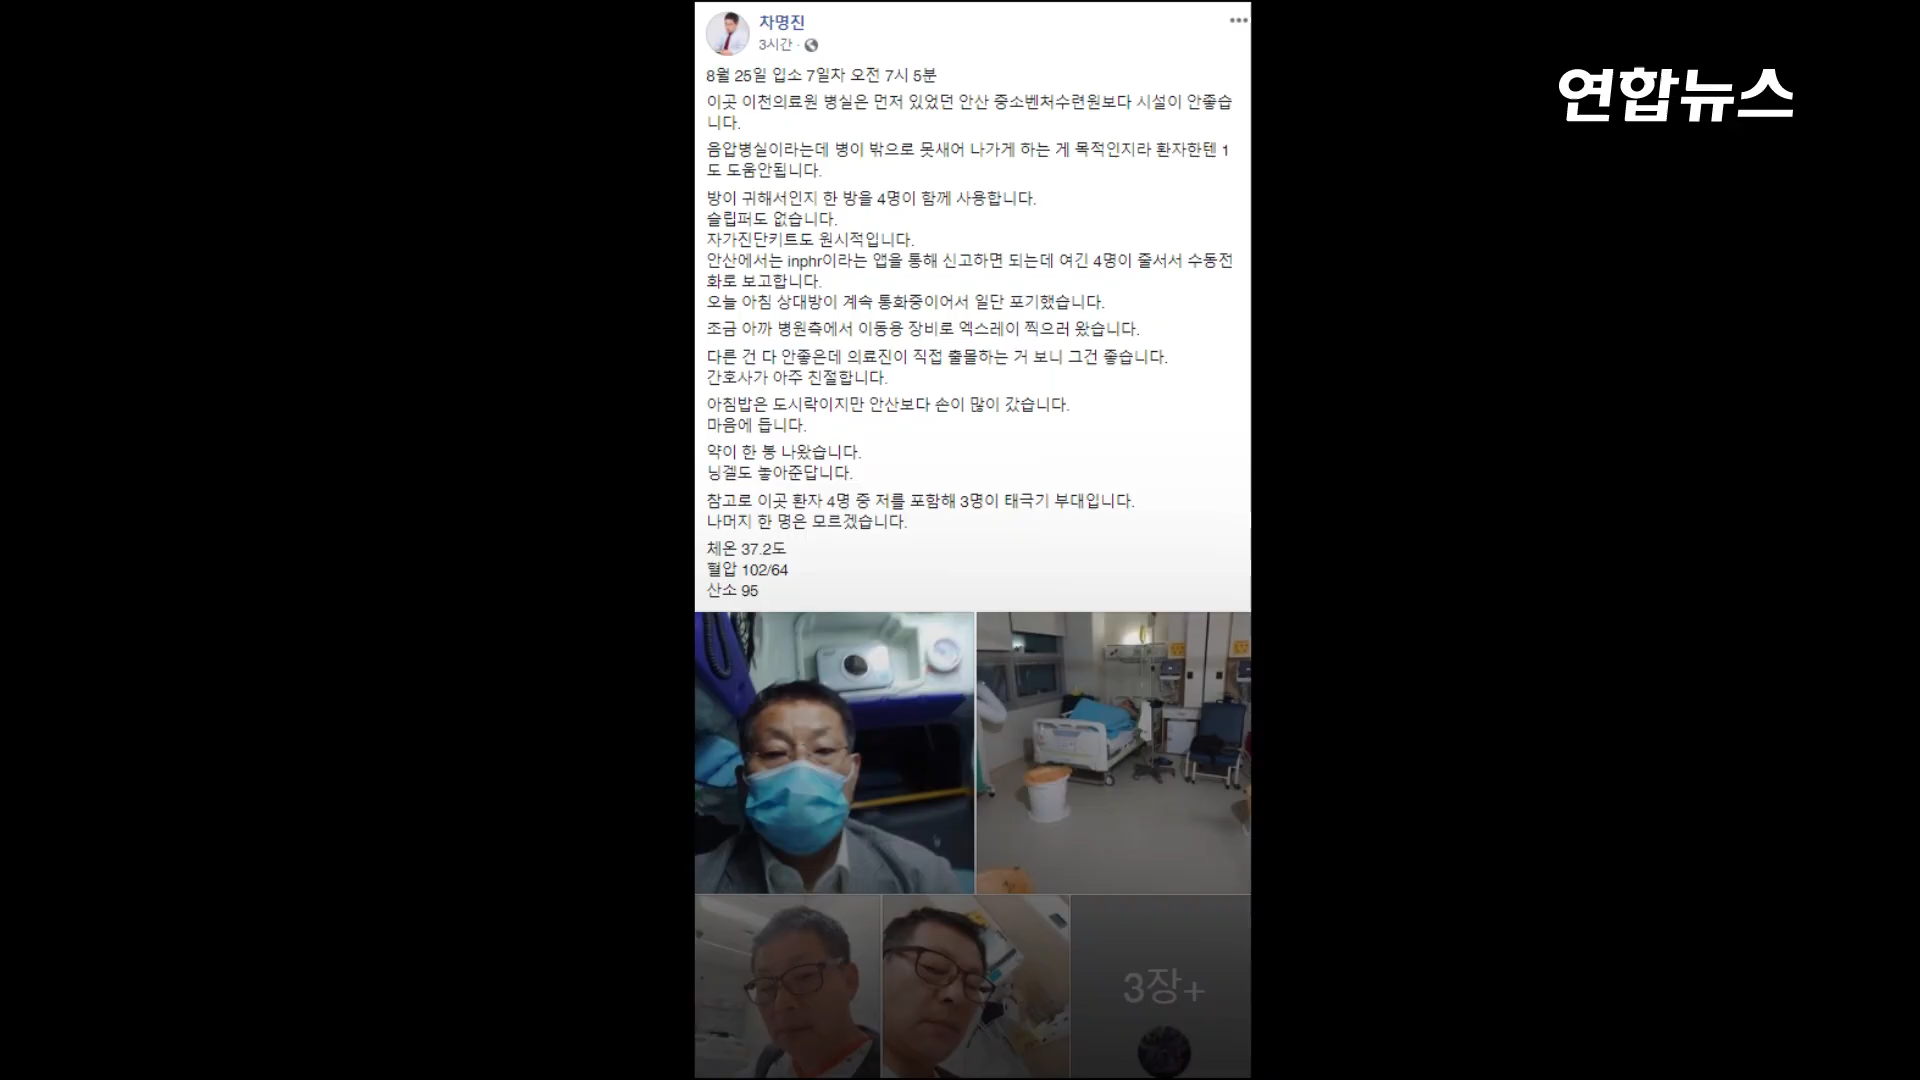 차명진
3시간 ·
8월 25일 입소 7일차 오전 7시 5분
이곳 이천의료원 병실은 먼저 있었던 안산 중소벤처수련원보다 시설이 안좋습
니다.
음압병실이라는데 병이 밖으로 못새어 나가게 하는 게 목적인지라 환자한텐 1
도 도움안됩니다.
방이 귀해서인지 한 방을 4명이 함께 사용합니다.
슬립퍼도 없습니다.
자가진단키트도 원시적입니다.
안산에서는 inphr이라는 앱을 통해 신고하면 되는데 여긴 4명이 줄서서 수동전
화로 보고합니다.
오늘 아침 상대방이 계속 통화중이어서 일단 포기했습니다.
조금 아까 병원측에서 이동용 장비로 엑스레이 찍으러 왔습니다.
다른 건 다 안좋은데 의료진이 직접 출몰하는 거 보니 그건 좋습니다.
간호사가 아주 친절합니다.
아침밥은 도시락이지만 안산보다 손이 많이 갔습니다.
마음에 듭니다.
약이 한 봉 나왔습니다.
닝겔도 놓아준답니다.
참고로 이곳 환자 4명 중 저를 포함해 3명이 태극기 부대입니다.
나머지 한 명은 모르겠습니다.
체온 37.2도
혈압 102/64
산소 95
3장+
연합뉴스